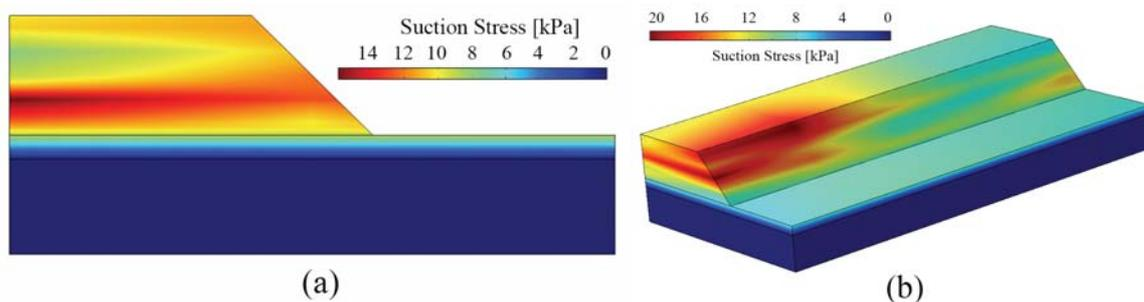 Suction Stress [kPa]
14 12 10 8 6 4 2 0
(a)
20 16 12 8 4 0
Suction Stress [kPa]
(b)